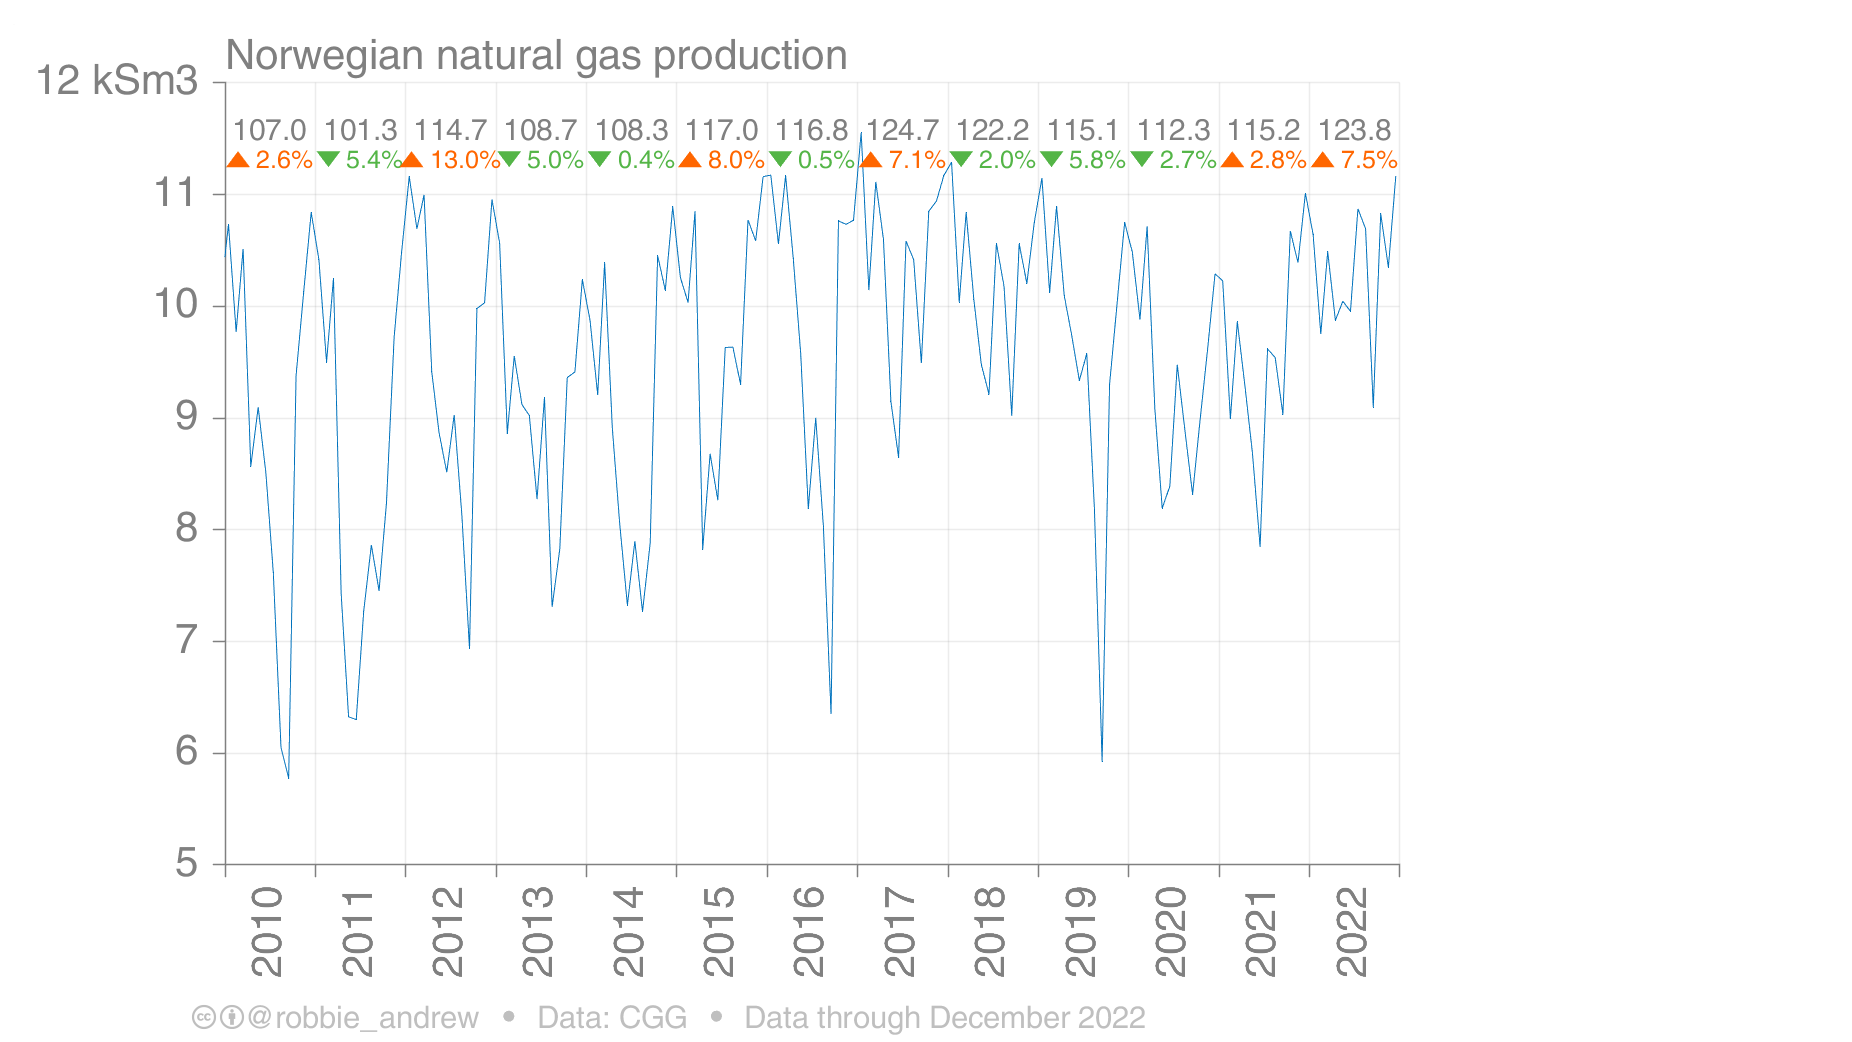 Norwegian natural gas production
12 kSm3
107.0 101.3 114.7 108.7 108.3 117.0 116.8 124.7 122.2 115.1 112.3 115.2 123.8
▲ 2.6% ▼ 5.4% ▲ 13.0% ▼ 5.0% ▼ 0.4% ▲ 8.0% ▼ 0.5% ▲ 7.1% ▼ 2.0% ▼ 5.8% ▼ 2.7% ▲ 2.8% ▲ 7.5%
11
10
9
8
7
6
5
2010 2011 2012 2013 2014 2015 2016 2017 2018 2019 2020 2021 2022
@robbie_andrew • Data: CGG • Data through December 2022